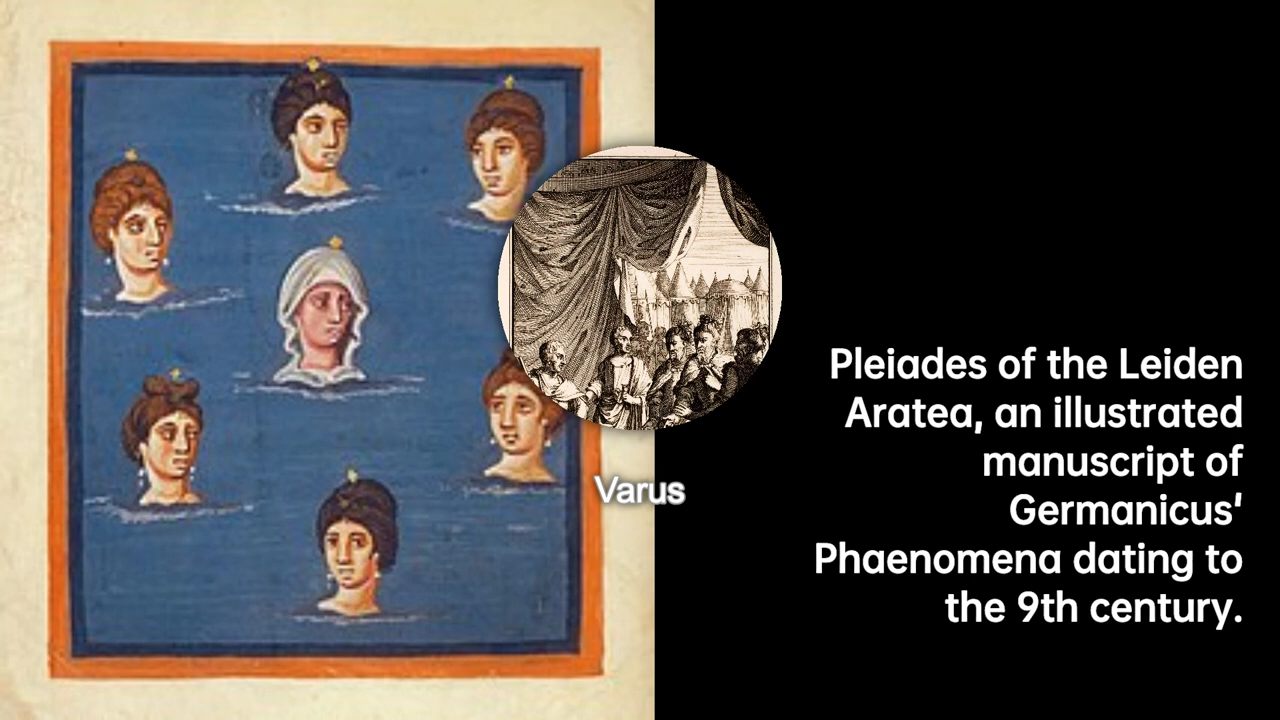 Varus
Pleiades of the Leiden
Aratea, an illustrated
manuscript of
Germanicus'
Phaenomena dating to
the 9th century.